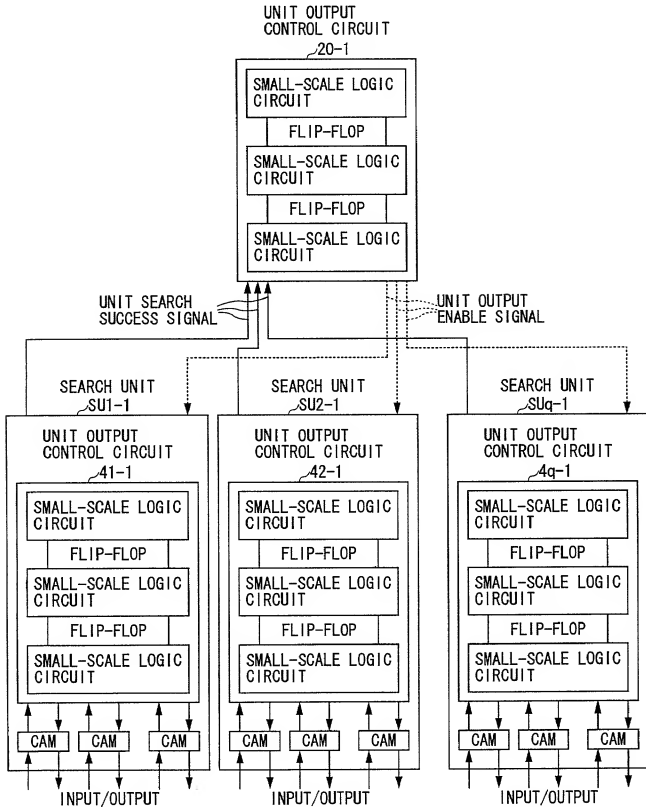 UNIT OUTPUT
CONTROL CIRCUIT
20-1
SMALL-SCALE LOGIC
CIRCUIT
FLIP-FLOP
SMALL-SCALE LOGIC
CIRCUIT
FLIP-FLOP
SMALL-SCALE LOGIC
CIRCUIT
UNIT SEARCH
SUCCESS SIGNAL
UNIT OUTPUT
ENABLE SIGNAL
SEARCH UNIT
SU1-1
UNIT OUTPUT
CONTROL CIRCUIT
41-1
SMALL-SCALE LOGIC
CIRCUIT
FLIP-FLOP
SMALL-SCALE LOGIC
CIRCUIT
FLIP-FLOP
SMALL-SCALE LOGIC
CIRCUIT
CAM
CAM
CAM
INPUT/OUTPUT
SEARCH UNIT
SU2-1
UNIT OUTPUT
CONTROL CIRCUIT
42-1
SMALL-SCALE LOGIC
CIRCUIT
FLIP-FLOP
SMALL-SCALE LOGIC
CIRCUIT
FLIP-FLOP
SMALL-SCALE LOGIC
CIRCUIT
CAM
CAM
CAM
INPUT/OUTPUT
SEARCH UNIT
SUq-1
UNIT OUTPUT
CONTROL CIRCUIT
4q-1
SMALL-SCALE LOGIC
CIRCUIT
FLIP-FLOP
SMALL-SCALE LOGIC
CIRCUIT
FLIP-FLOP
SMALL-SCALE LOGIC
CIRCUIT
CAM
CAM
CAM
INPUT/OUTPUT